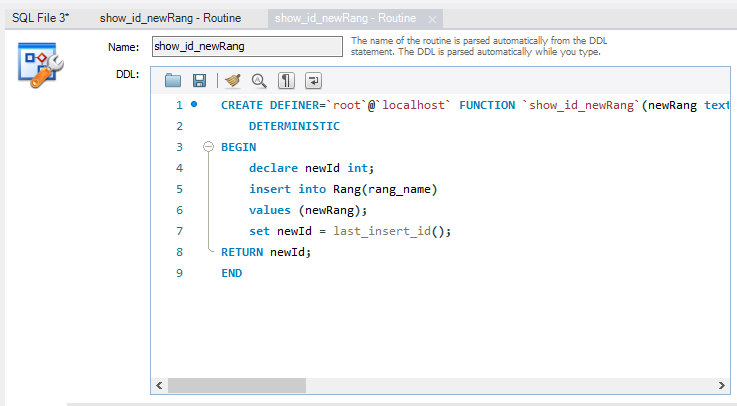 SQL File 3* show_id_newRang - Routine show_id_newRang - Routine ×
Name: show_id_newRang The name of the routine is parsed automatically from the DDL
statement. The DDL is parsed automatically while you type.
DDL:
1 CREATE DEFINER=`root`@`localhost` FUNCTION `show_id_newRang`(newRang text
2 DETERMINISTIC
3 BEGIN
4 declare newId int;
5 insert into Rang(rang_name)
6 values (newRang);
7 set newId = last_insert_id();
8 RETURN newId;
9 END